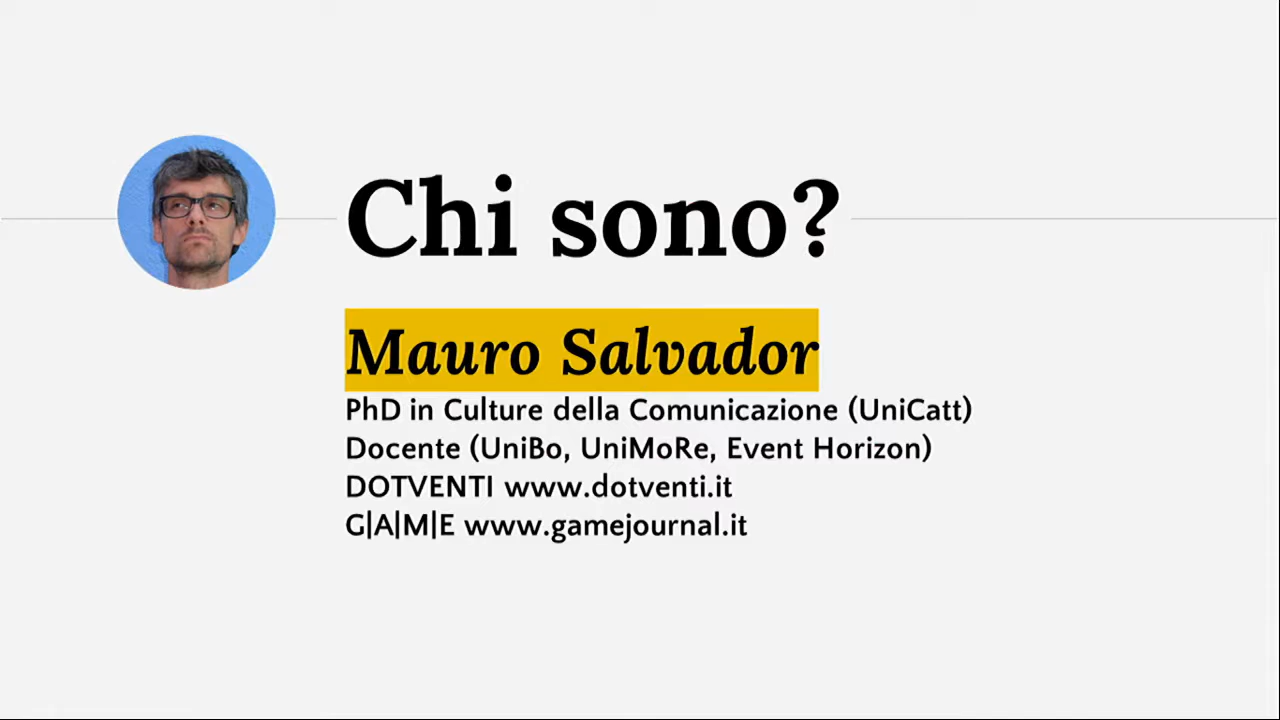 Chi sono?
Mauro Salvador
PhD in Culture della Comunicazione (UniCatt)
Docente (UniBo, UniMoRe, Event Horizon)
DOTVENTI www.dotventi.it
G|A|M|E www.gamejournal.it